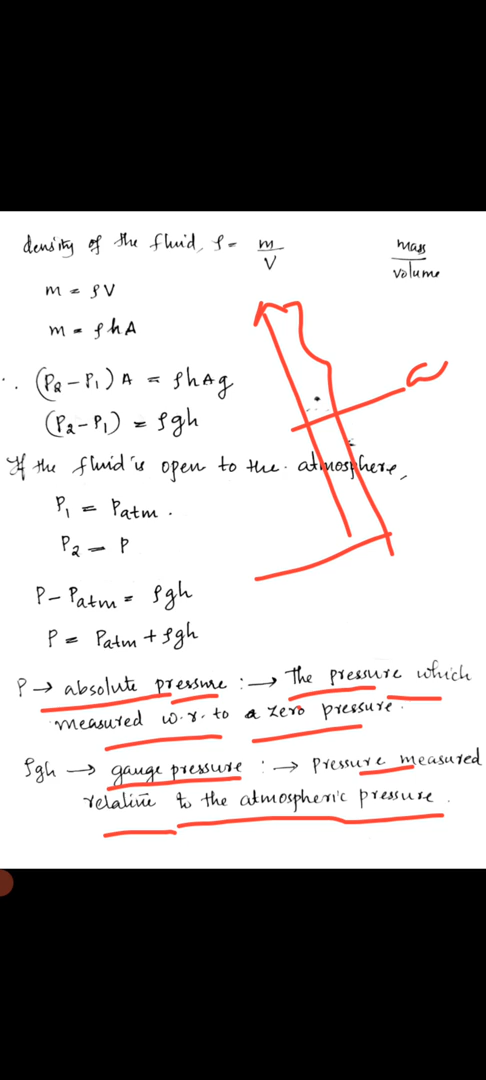 density of the fluid, ρ = m/V mass/volume
m = ρV
m = ρhA
∴ (P₂ – P₁) A = ρhAg
(P₂ – P₁) = ρgh
If the fluid is open to the atmosphere,
P₁ = Patm.
P₂ = P
P – Patm = ρgh
P = Patm + ρgh
P → absolute pressure :→ The pressure which
measured w.r.to a zero pressure.
ρgh → gauge pressure :→ Pressure measured
relative to the atmospheric pressure.